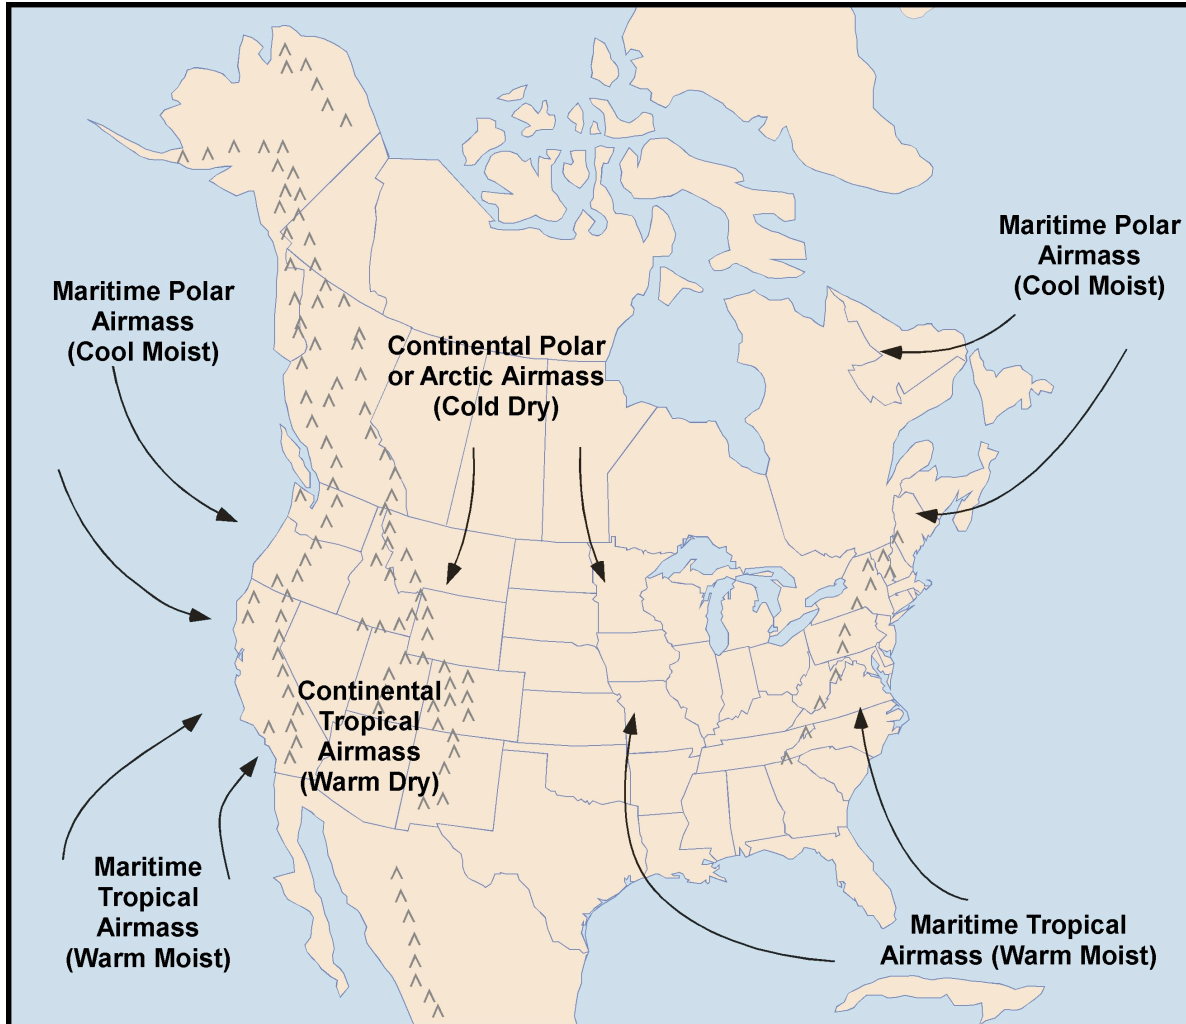 Maritime Polar
Airmass
(Cool Moist)
Maritime Polar
Airmass
(Cool Moist)
Continental Polar
or Arctic Airmass
(Cold Dry)
Continental
Tropical
Airmass
(Warm Dry)
Maritime
Tropical
Airmass
(Warm Moist)
Maritime Tropical
Airmass (Warm Moist)